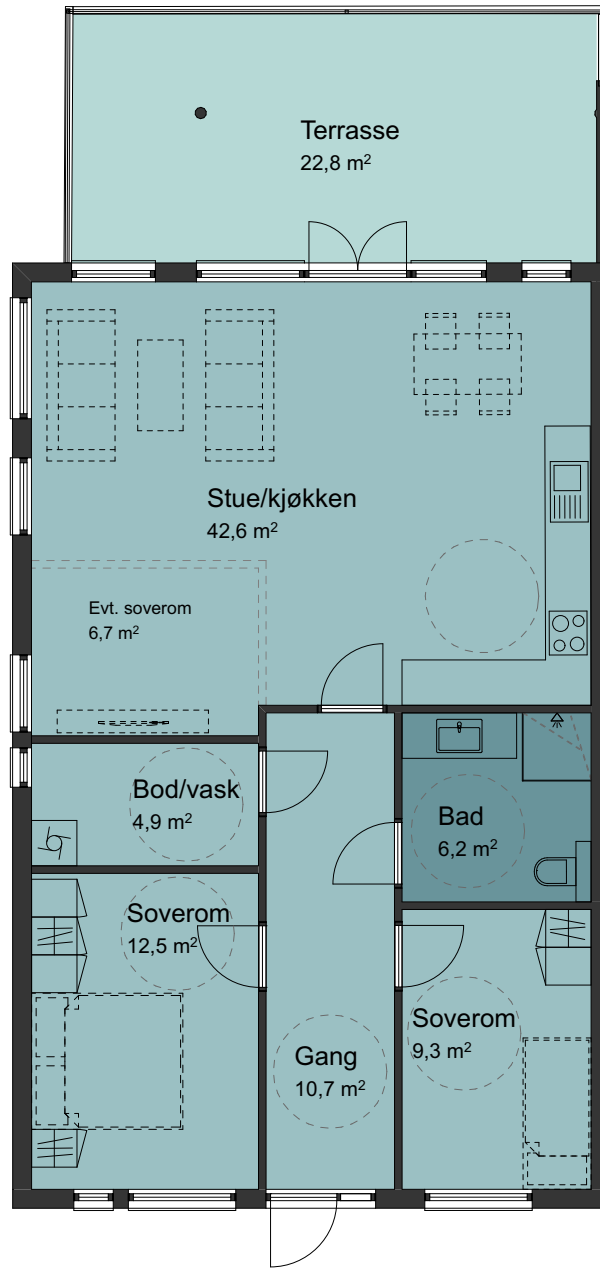 Terrasse
22,8 m²
Stue/kjøkken
42,6 m²
Evt. soverom
6,7 m²
Bod/vask
4,9 m²
Bad
6,2 m²
Soverom
12,5 m²
Soverom
9,3 m²
Gang
10,7 m²